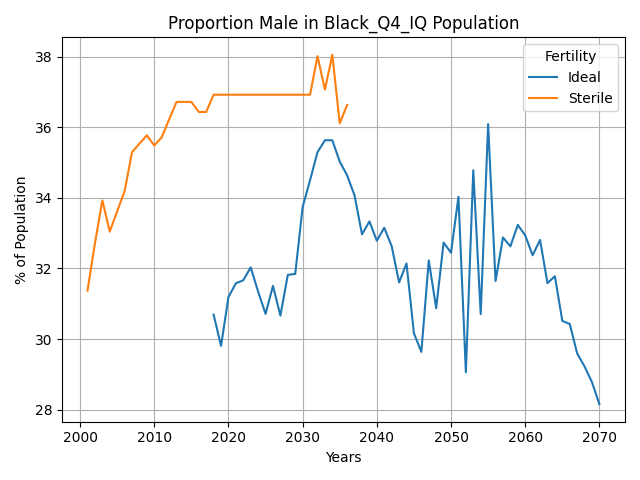 Proportion Male in Black_Q4_IQ Population
Fertility
Ideal
Sterile
% of Population
38
36
34
32
30
28
2000
2010
2020
2030
2040
2050
2060
2070
Years